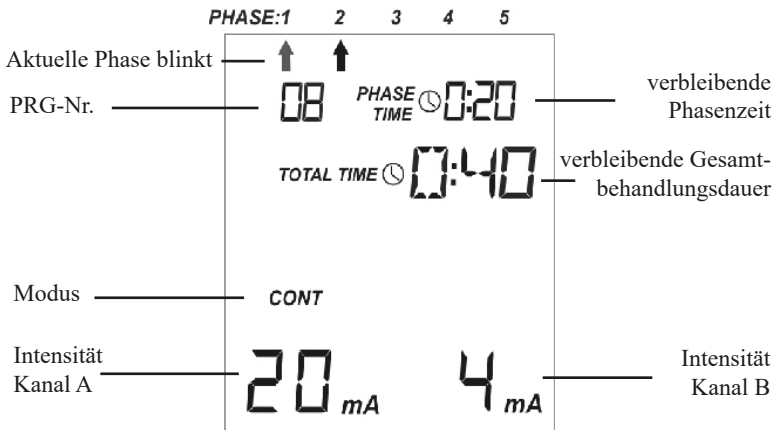 PHASE:1 2 3 4 5
Aktuelle Phase blinkt
PRG-Nr.
08
PHASE
TIME
0:20
verbleibende
Phasenzeit
TOTAL TIME 0:40
verbleibende Gesamt-
behandlungsdauer
Modus
CONT
Intensität
Kanal A
20 mA
4 mA
Intensität
Kanal B